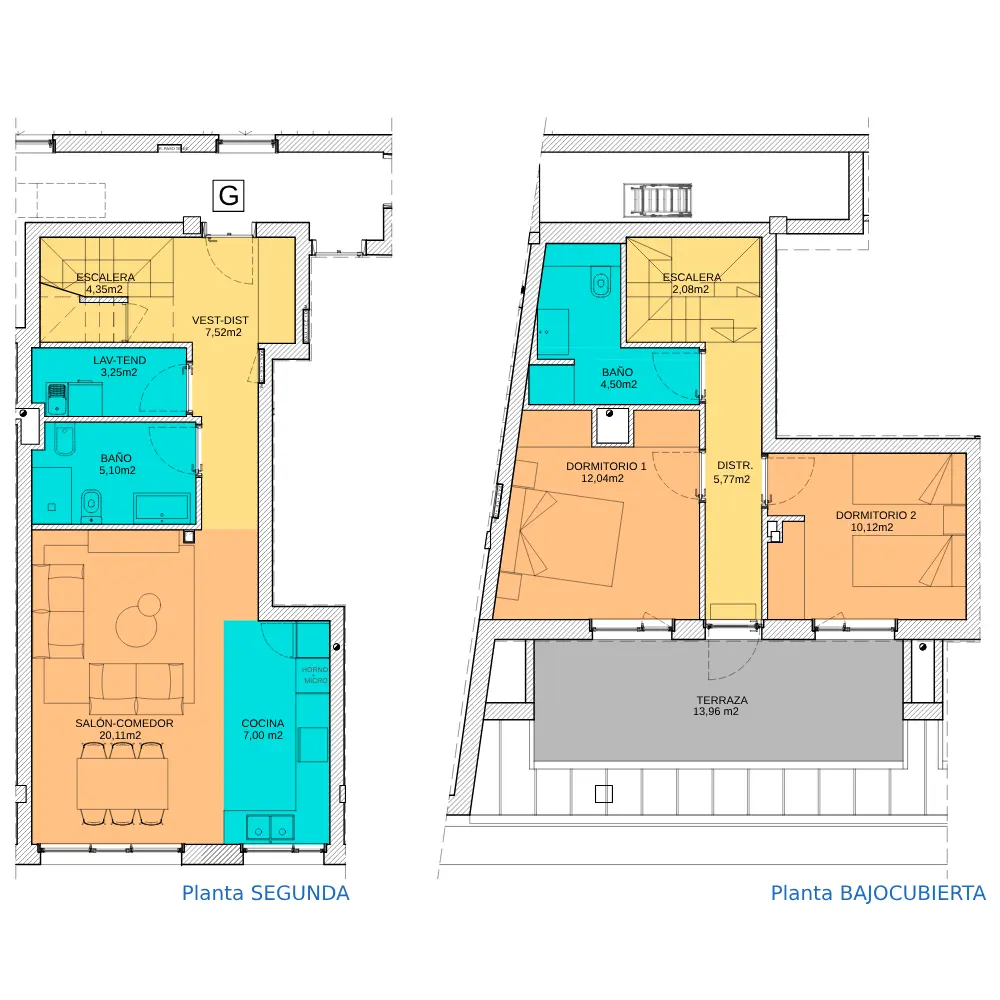 G
ESCALERA
4,35m2
VEST-DIST
7,52m2
LAV-TEND
3,25m2
BAÑO
5,10m2
HORNO
+
MICRO
SALÓN-COMEDOR
20,11m2
COCINA
7,00 m2
Planta SEGUNDA
ESCALERA
2,08m2
BAÑO
4,50m2
DORMITORIO 1
12,04m2
DISTR.
5,77m2
DORMITORIO 2
10,12m2
TERRAZA
13,96 m2
Planta BAJOCUBIERTA